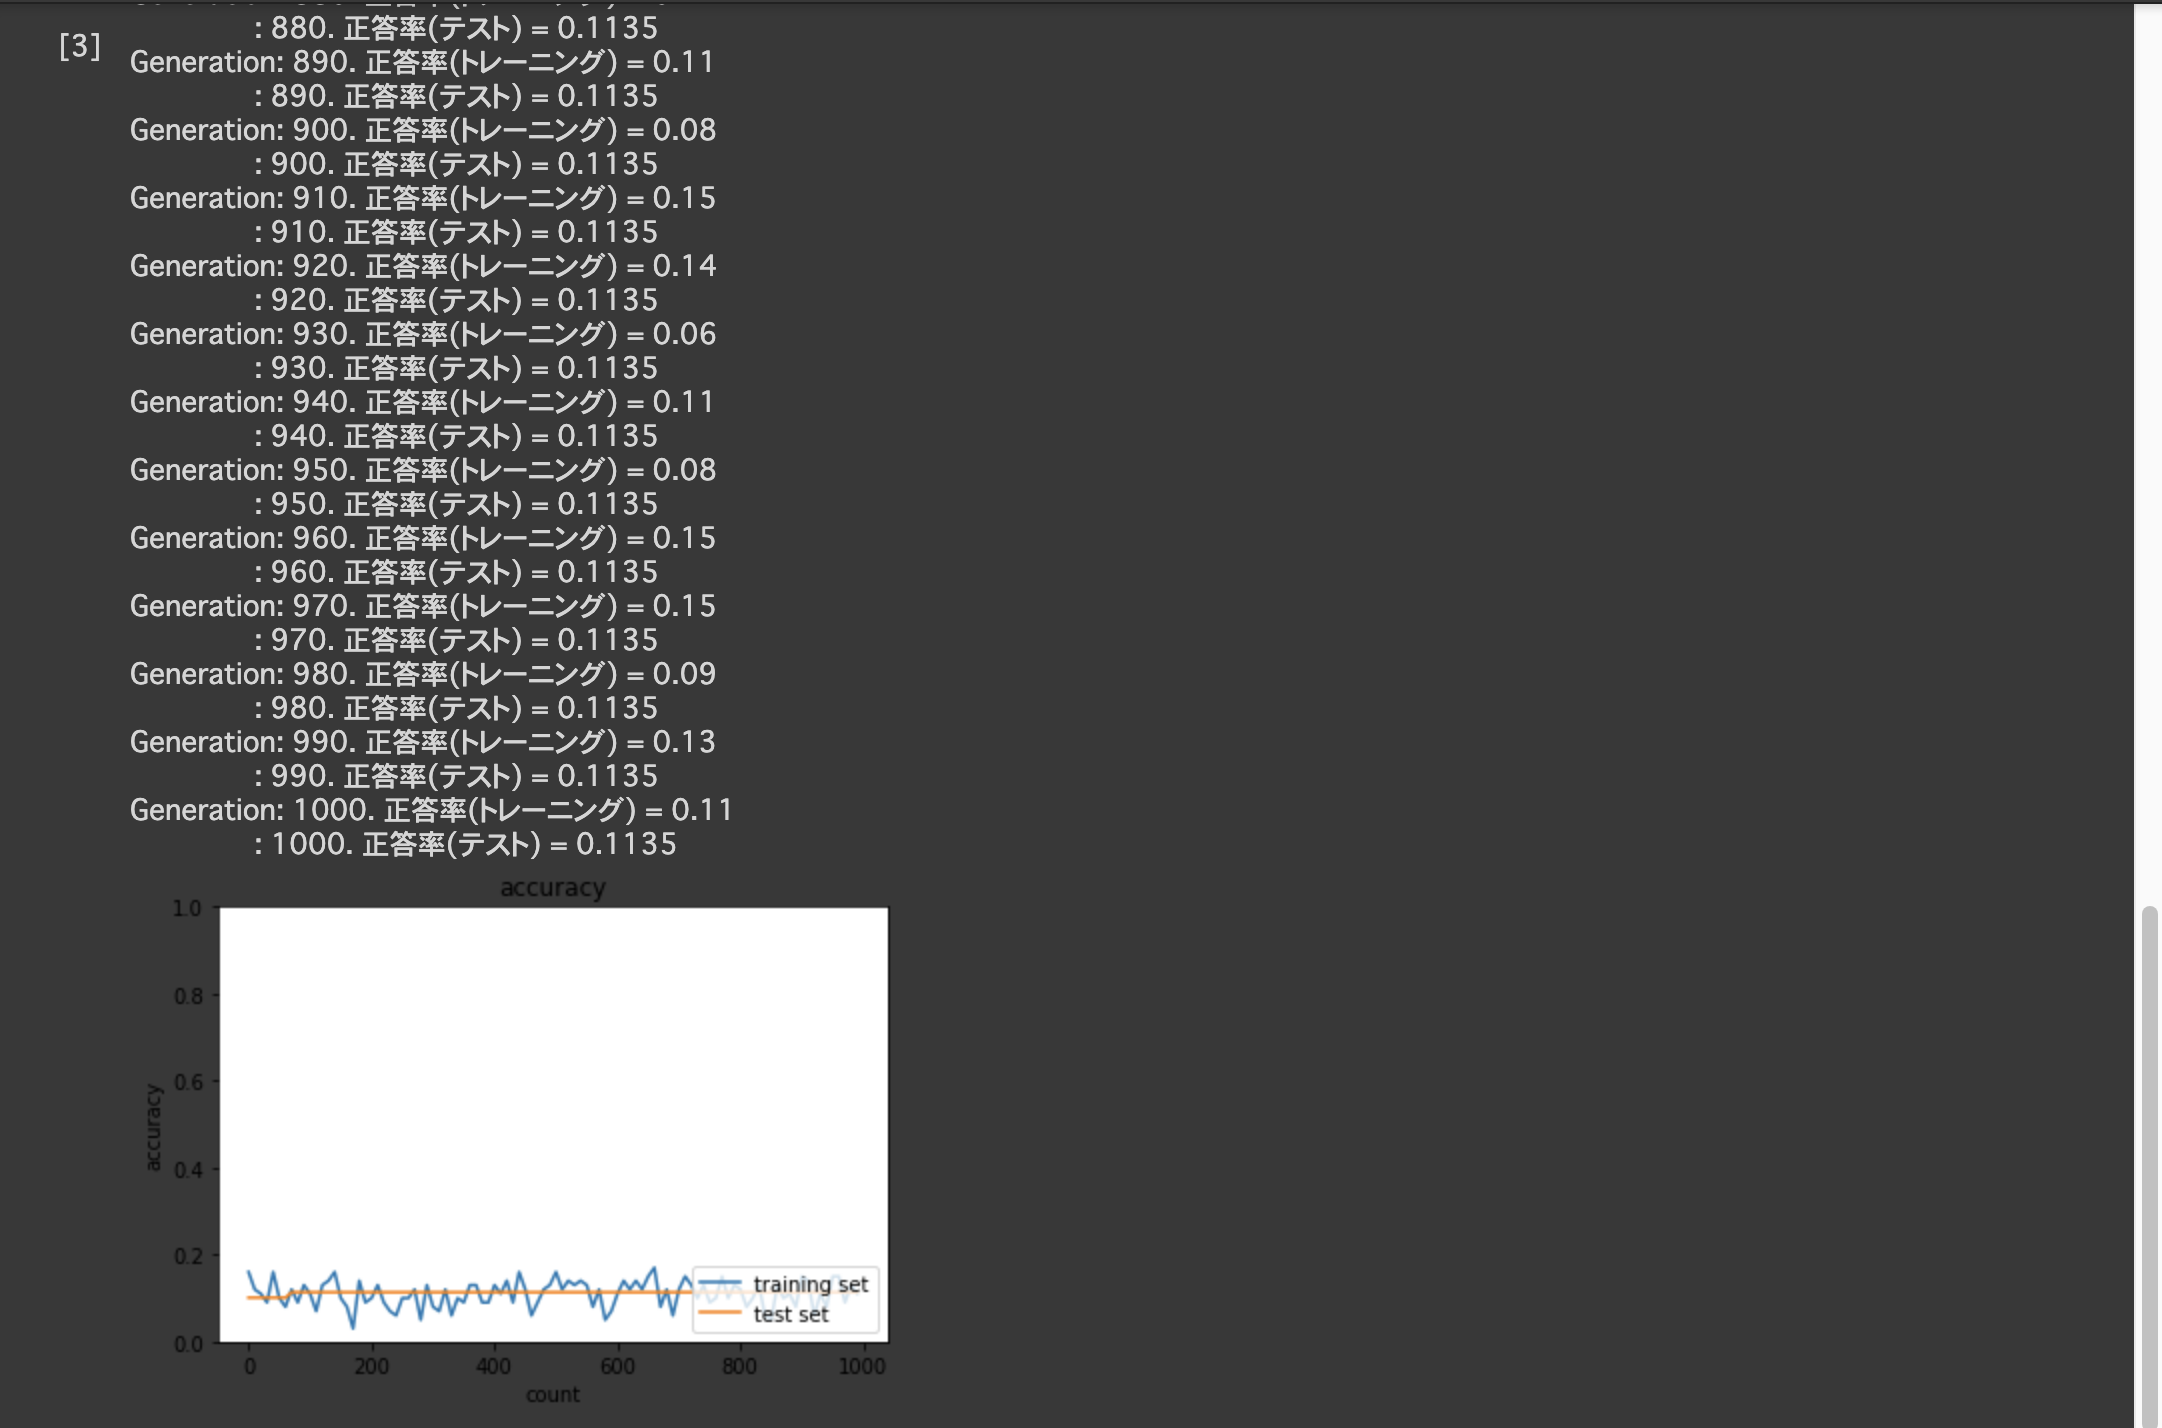 : 880. 正答率(テスト) = 0.1135
[3]
Generation: 890. 正答率(トレーニング) = 0.11
: 890. 正答率(テスト) = 0.1135
Generation: 900. 正答率(トレーニング) = 0.08
: 900. 正答率(テスト) = 0.1135
Generation: 910. 正答率(トレーニング) = 0.15
: 910. 正答率(テスト) = 0.1135
Generation: 920. 正答率(トレーニング) = 0.14
: 920. 正答率(テスト) = 0.1135
Generation: 930. 正答率(トレーニング) = 0.06
: 930. 正答率(テスト) = 0.1135
Generation: 940. 正答率(トレーニング) = 0.11
: 940. 正答率(テスト) = 0.1135
Generation: 950. 正答率(トレーニング) = 0.08
: 950. 正答率(テスト) = 0.1135
Generation: 960. 正答率(トレーニング) = 0.15
: 960. 正答率(テスト) = 0.1135
Generation: 970. 正答率(トレーニング) = 0.15
: 970. 正答率(テスト) = 0.1135
Generation: 980. 正答率(トレーニング) = 0.09
: 980. 正答率(テスト) = 0.1135
Generation: 990. 正答率(トレーニング) = 0.13
: 990. 正答率(テスト) = 0.1135
Generation: 1000. 正答率(トレーニング) = 0.11
: 1000. 正答率(テスト) = 0.1135
accuracy
1.0
0.8
0.6
0.4
0.2
0.0
accuracy
training set
test set
0 200 400 600 800 1000
count